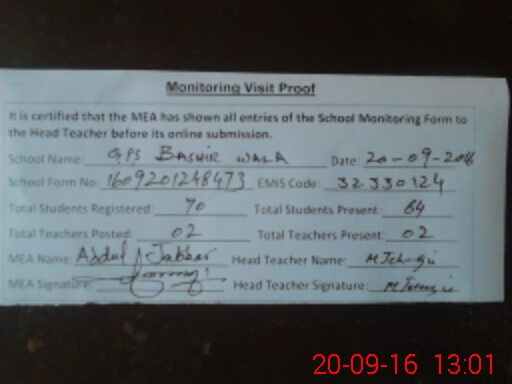 Monitoring Visit Proof
It is certified that the MEA has shown all entries of the School Monitoring Form to
the Head Teacher before its online submission.
School Name: GPS BASHIR WALA Date: 20-09-2016
School Form No: 1609201248473 EMIS Code: 32330124
Total Students Registered: 70 Total Students Present: 64
Total Teachers Posted: 02 Total Teachers Present: 02
MEA Name: Abdul Jabbar Head Teacher Name:
MEA Signature: Head Teacher Signature:
20-09-16 13:01